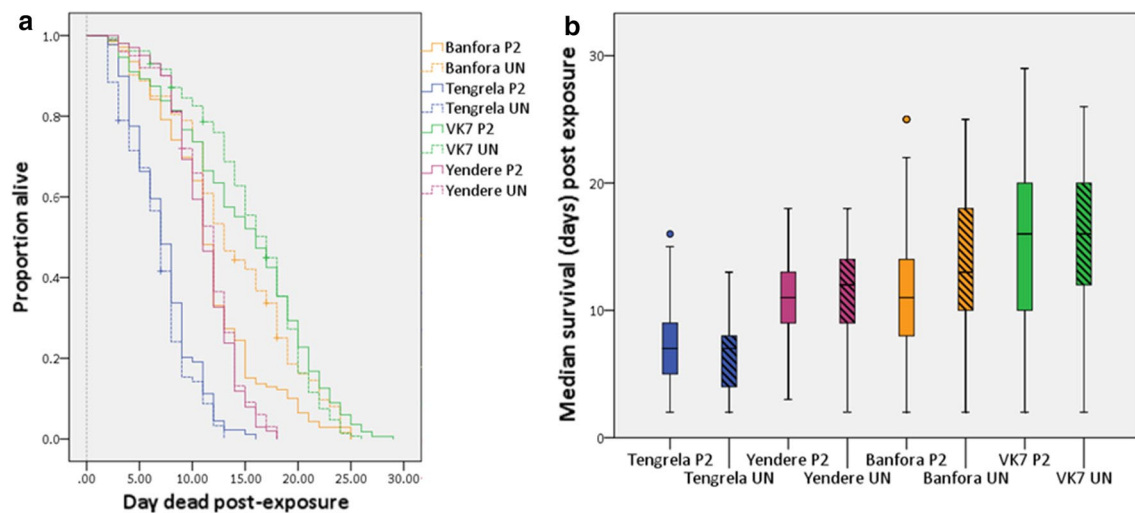 a
1.0
0.8
0.6
0.4
0.2
0.0
Proportion alive
.00 5.00 10.00 15.00 20.00 25.00 30.00
Day dead post-exposure
Banfora P2
Banfora UN
Tengrela P2
Tengrela UN
VK7 P2
VK7 UN
Yendere P2
Yendere UN
b
30
20
10
0
Median survival (days) post exposure
Tengrela P2 Yendere P2 Banfora P2 VK7 P2
Tengrela UN Yendere UN Banfora UN VK7 UN